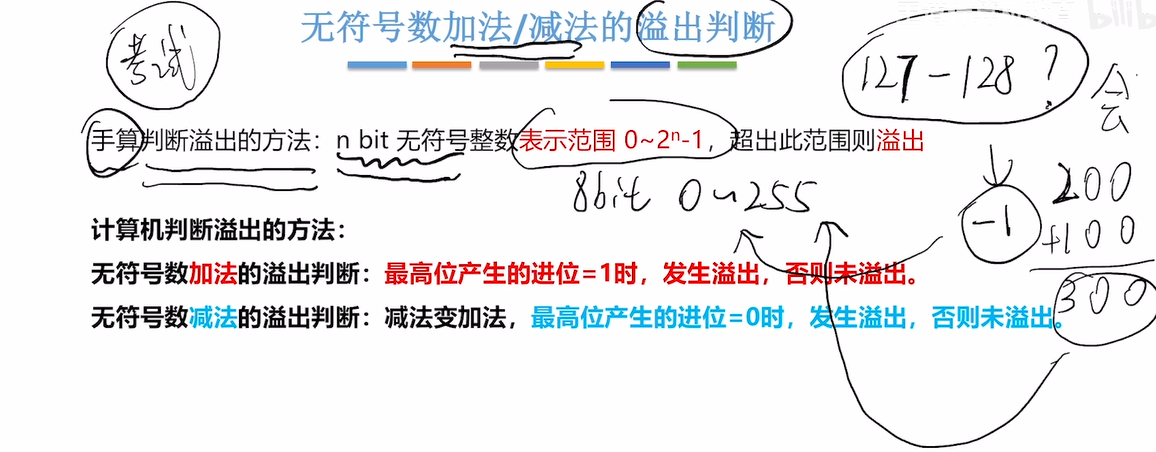 无符号数加法/减法的溢出判断
考试
127-128?
会
手算判断溢出的方法：n bit 无符号整数表示范围 0~2ⁿ-1，超出此范围则溢出
8bit 0~255
-1
200
+100
300
计算机判断溢出的方法：
无符号数加法的溢出判断：最高位产生的进位=1时，发生溢出，否则未溢出。
无符号数减法的溢出判断：减法变加法，最高位产生的进位=0时，发生溢出，否则未溢出。